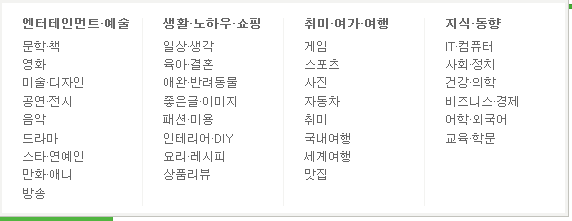 엔터테인먼트·예술
문학·책
영화
미술·디자인
공연·전시
음악
드라마
스타·연예인
만화·애니
방송
생활·노하우·쇼핑
일상·생각
육아·결혼
애완·반려동물
좋은글·이미지
패션·미용
인테리어·DIY
요리·레시피
상품리뷰
취미·여가·여행
게임
스포츠
사진
자동차
취미
국내여행
세계여행
맛집
지식·동향
IT·컴퓨터
사회·정치
건강·의학
비즈니스·경제
어학·외국어
교육·학문